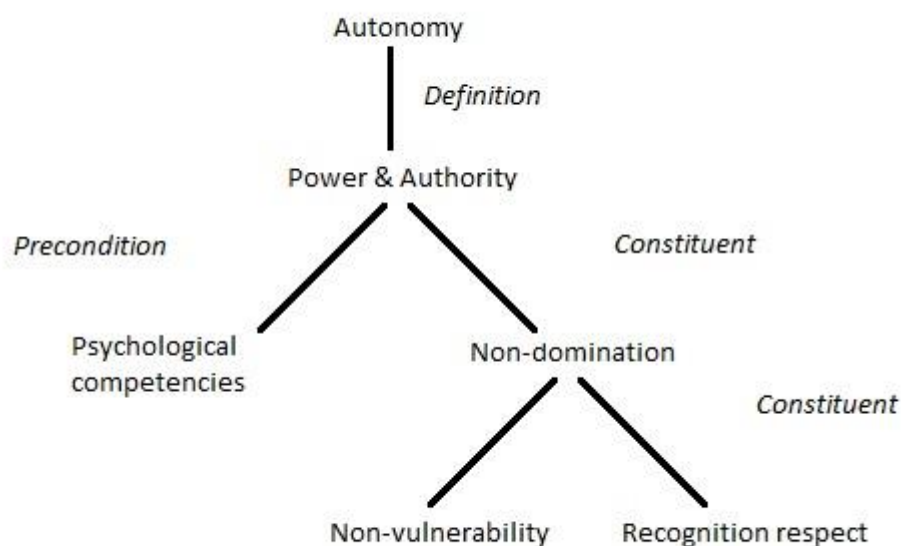 Autonomy
Definition
Power & Authority
Precondition
Constituent
Psychological
competencies
Non-domination
Constituent
Non-vulnerability
Recognition respect